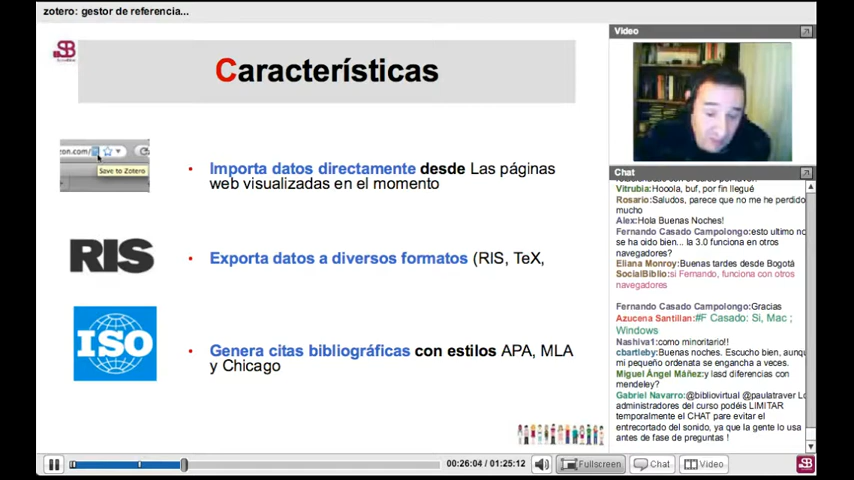 zotero: gestor de referencia...
SB
Características
zon.com/
Save to Zotero
• Importa datos directamente desde Las páginas
web visualizadas en el momento
RIS
• Exporta datos a diversos formatos (RIS, TeX,
ISO
• Genera citas bibliográficas con estilos APA, MLA
y Chicago
Video
Chat
Vitrubia:Hooola, buf, por fin llegué
Rosario:Saludos, parece que no me he perdido
mucho
Alex:Hola Buenas Noches!
Fernando Casado Campolongo:esto ultimo no
se ha oido bien... la 3.0 funciona en otros
navegadores?
Eliana Monroy:Buenas tardes desde Bogotá
SocialBiblio:si Fernando, funciona con otros
navegadores
Fernando Casado Campolongo:Gracias
Azucena Santillan:#F Casado: Si, Mac ;
Windows
Nashiva1:como minoritario!!
cbartleby:Buenas noches. Escucho bien, aunqu
mi pequeño ordenata se engancha a veces.
Miguel Ángel Máñez:y lasd diferencias con
mendeley?
Gabriel Navarro:@bibliovirtual @paulatraver Lo
administradores del curso podéis LIMITAR
temporalmente el CHAT pare evitar el
entrecortado del sonido, ya que la gente lo usa
antes de fase de preguntas !
00:26:04 / 01:25:12
Fullscreen
Chat
Video
SB